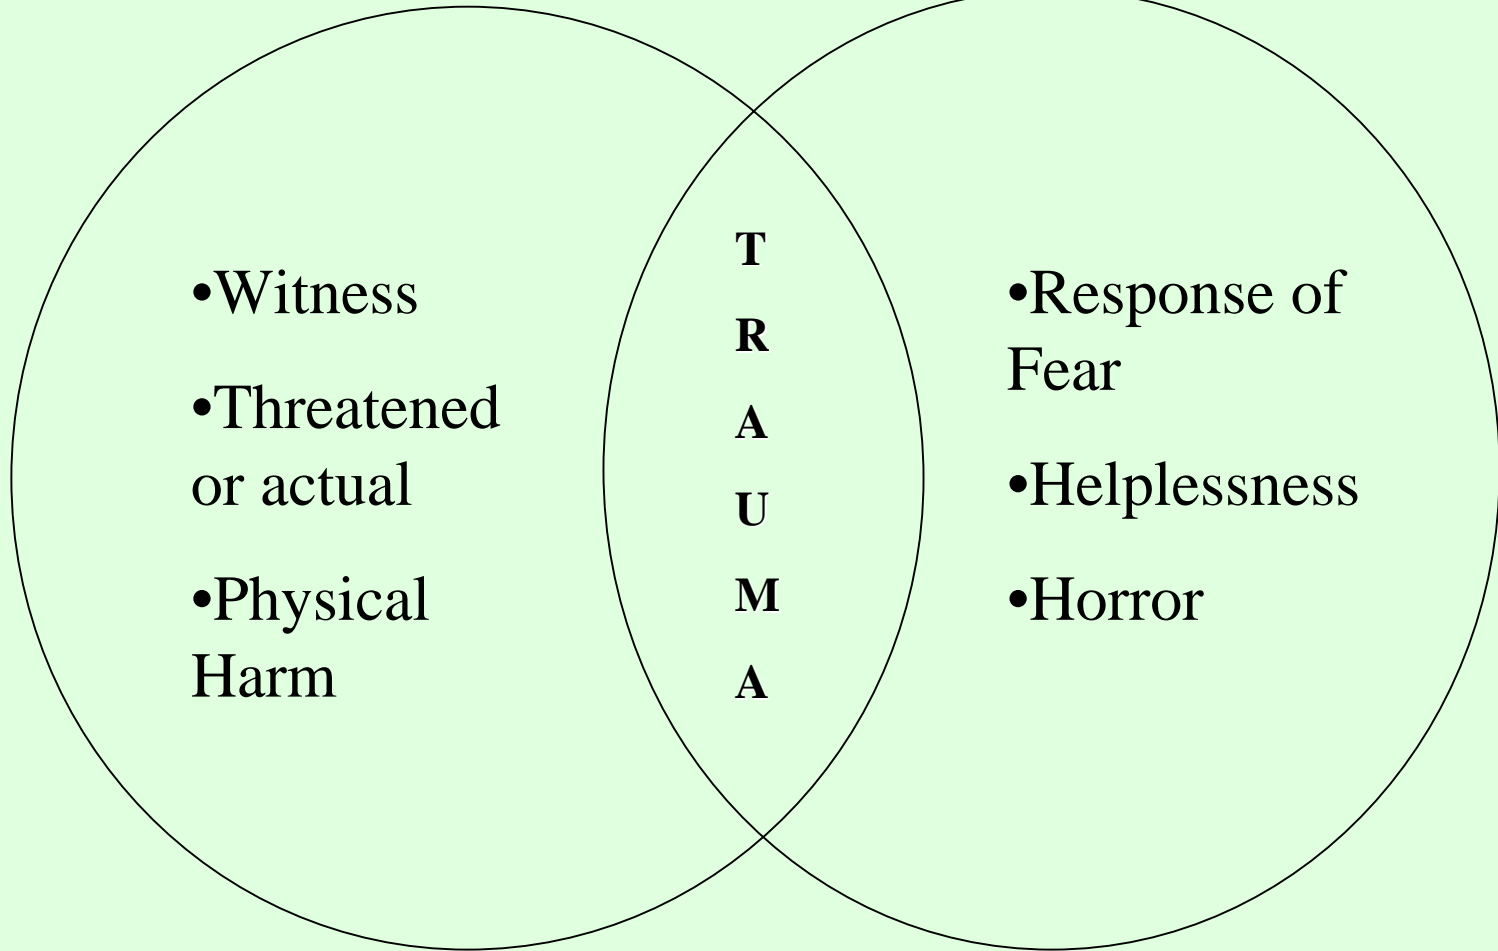 •Witness
•Threatened
or actual
•Physical
Harm
T
R
A
U
M
A
•Response of
Fear
•Helplessness
•Horror